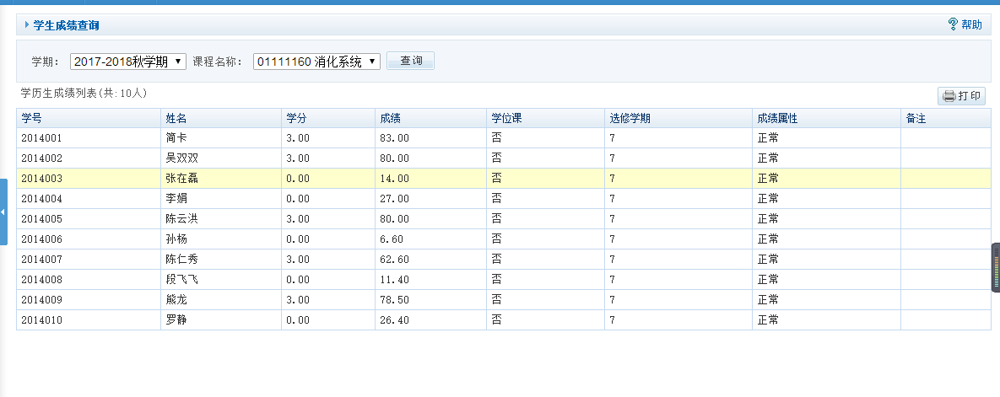 学生成绩查询 帮助
学期： 2017-2018秋学期 课程名称： 01111160 消化系统 查询
学历生成绩列表(共:10人) 打印
学号 姓名 学分 成绩 学位课 选修学期 成绩属性 备注
2014001 简卡 3.00 83.00 否 7 正常
2014002 吴双双 3.00 80.00 否 7 正常
2014003 张在磊 0.00 14.00 否 7 正常
2014004 李娟 0.00 27.00 否 7 正常
2014005 陈云洪 3.00 80.00 否 7 正常
2014006 孙杨 0.00 6.60 否 7 正常
2014007 陈仁秀 3.00 62.60 否 7 正常
2014008 段飞飞 0.00 11.40 否 7 正常
2014009 熊龙 3.00 78.50 否 7 正常
2014010 罗静 0.00 26.40 否 7 正常